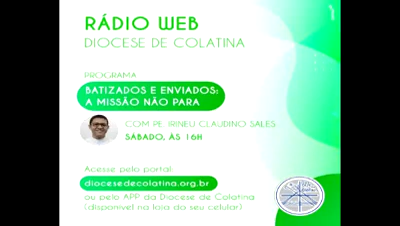 RÁDIO WEB
DIOCESE DE COLATINA
PROGRAMA
BATIZADOS E ENVIADOS:
A MISSÃO NÃO PARA
COM PE. IRINEU CLAUDINO SALES
SÁBADO, ÀS 16H
Acesse pelo portal:
diocesedecolatina.org.br
ou pelo APP da Diocese de Colatina
(disponível na loja do seu celular)